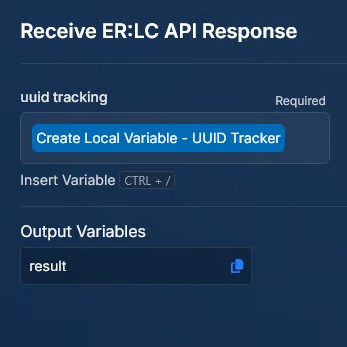 Receive ER:LC API Response
uuid tracking
Required
Create Local Variable - UUID Tracker
Insert Variable CTRL + /
Output Variables
result